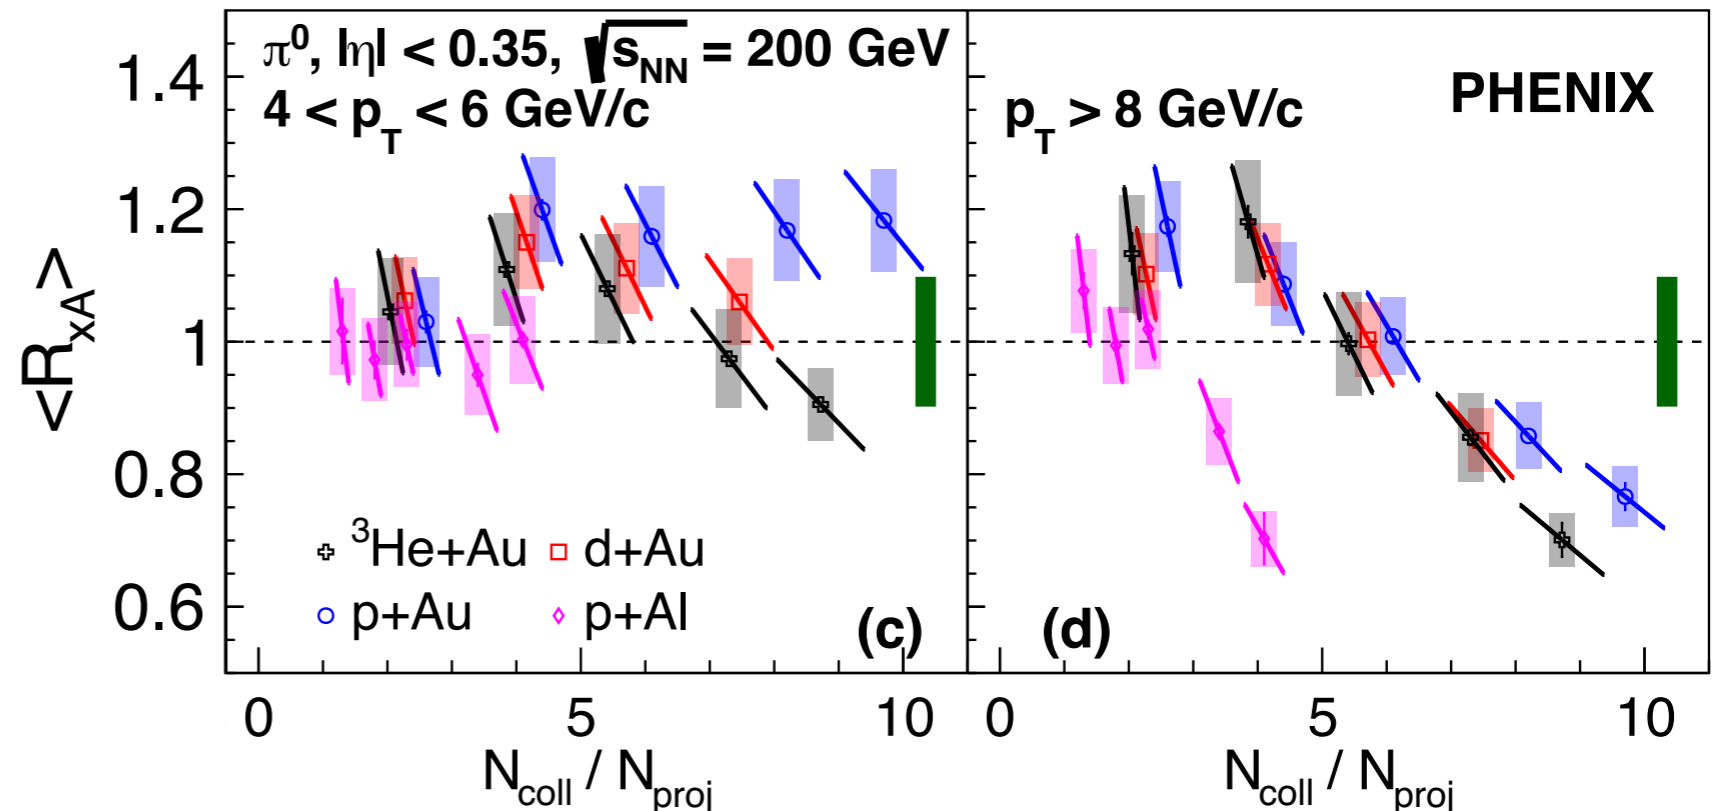 π⁰, |η| < 0.35, √s_NN = 200 GeV
4 < p_T < 6 GeV/c
p_T > 8 GeV/c
PHENIX
<R_xA>
1.4
1.2
1
0.8
0.6
³He+Au
d+Au
p+Au
p+Al
(c)
(d)
0 5 10
0 5 10
N_coll / N_proj
N_coll / N_proj